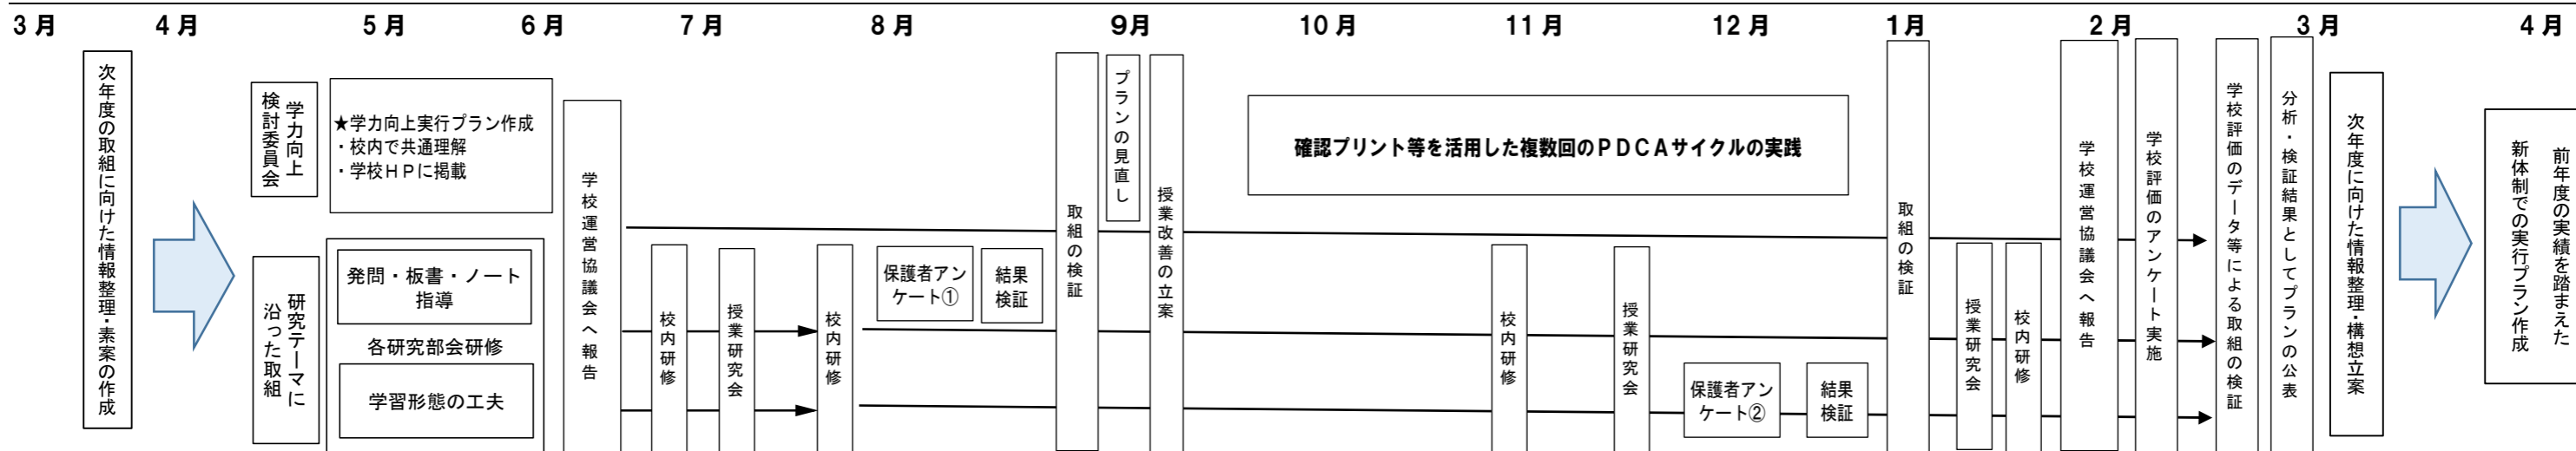 3月 4月 5月 6月 7月 8月 9月 10月 11月 12月 1月 2月 3月 4月
次年度の取組に向けた情報整理・素案の作成
学力向上
検討委員会
★学力向上実行プラン作成
・校内で共通理解
・学校HPに掲載
研究テーマに
沿った取組
発問・板書・ノート
指導
各研究部会研修
学習形態の工夫
学校運営協議会へ報告
校内研修
授業研究会
校内研修
保護者アン
ケート①
結果
検証
取組の検証
プランの見直し
授業改善の立案
確認プリント等を活用した複数回のPDCAサイクルの実践
校内研修
授業研究会
保護者アン
ケート②
結果
検証
取組の検証
授業研究会
校内研修
学校運営協議会へ報告
学校評価のアンケート実施
学校評価のデータ等による取組の検証
分析・検証結果としてプランの公表
次年度に向けた情報整理・構想立案
前年度の実績を踏まえた
新体制での実行プラン作成